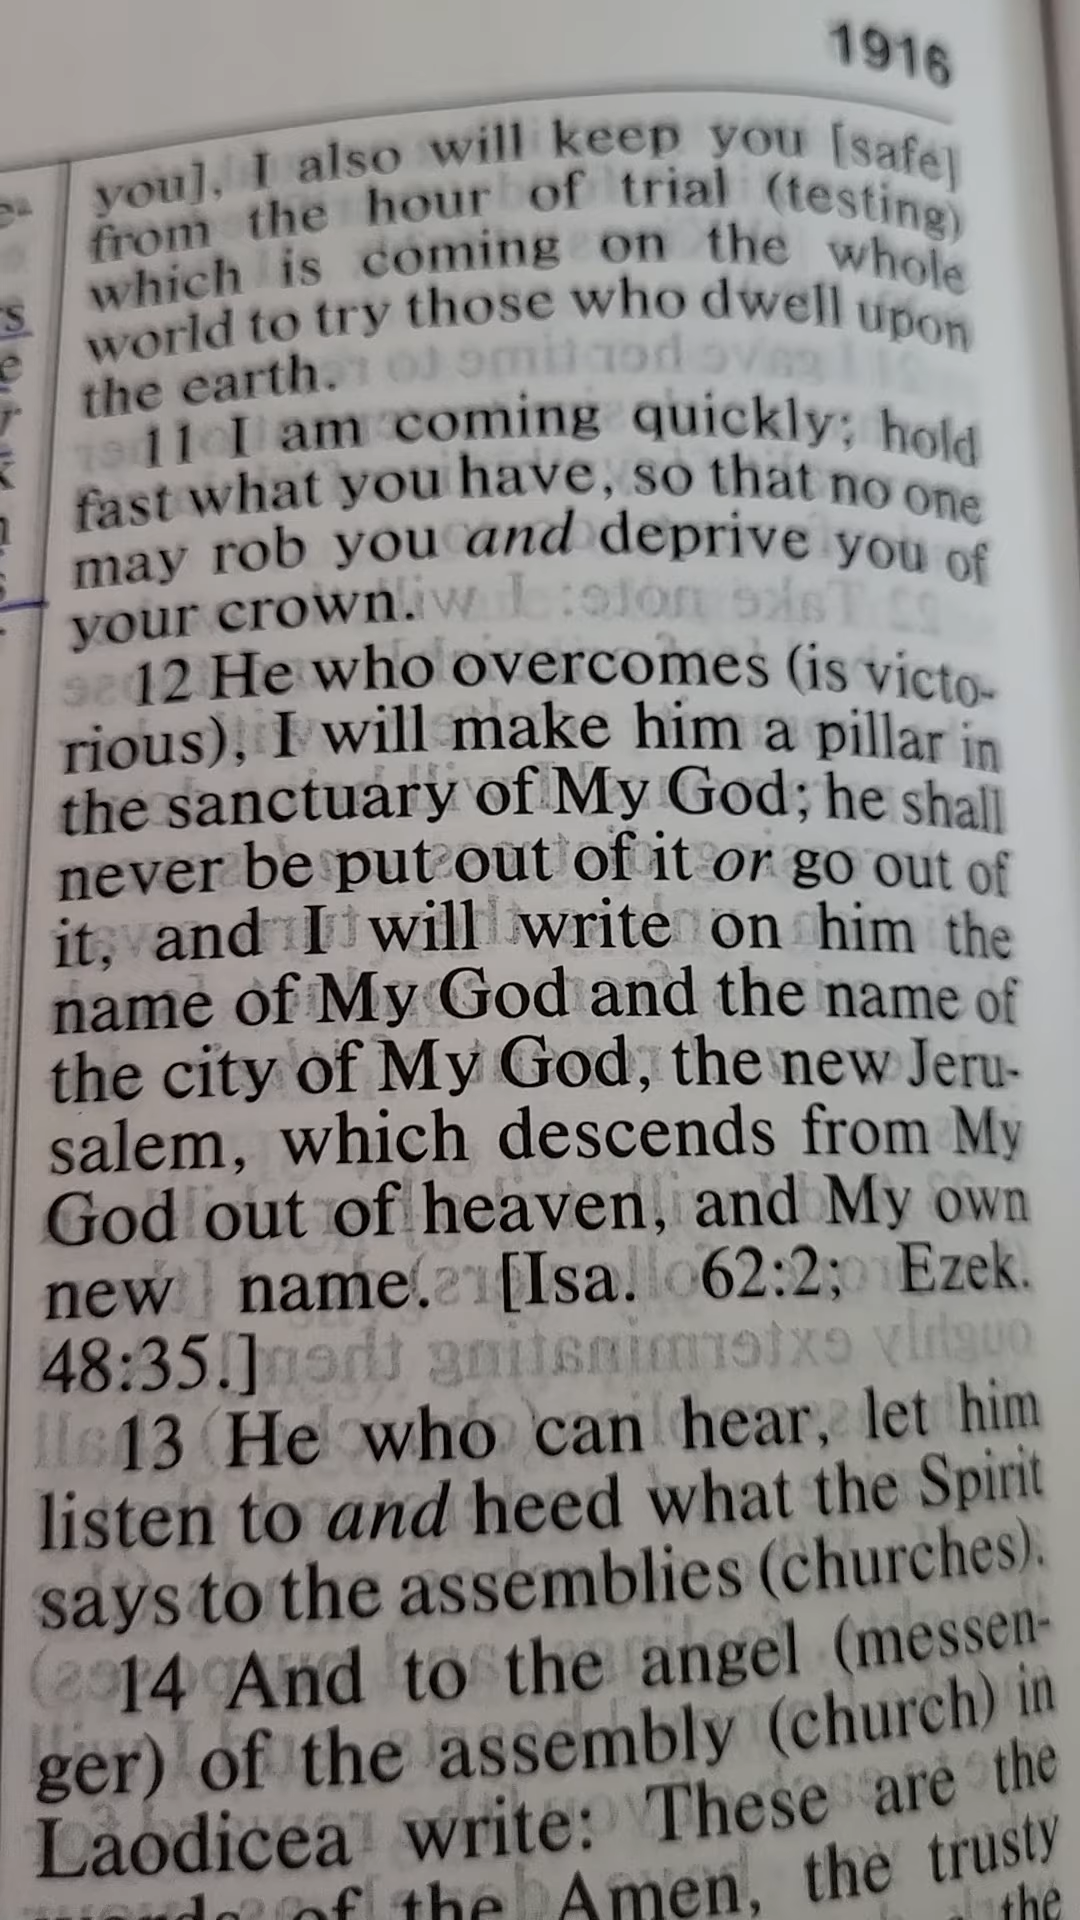 1916
you], I also will keep you [safe]
from the hour of trial (testing)
which is coming on the whole
world to try those who dwell upon
the earth.
11 I am coming quickly; hold
fast what you have, so that no one
may rob you and deprive you of
your crown.
12 He who overcomes (is victo-
rious), I will make him a pillar in
the sanctuary of My God; he shall
never be put out of it or go out of
it, and I will write on him the
name of My God and the name of
the city of My God, the new Jeru-
salem, which descends from My
God out of heaven, and My own
new name. [Isa. 62:2; Ezek.
48:35.]
13 He who can hear, let him
listen to and heed what the Spirit
says to the assemblies (churches).
14 And to the angel (messen-
ger) of the assembly (church) in
Laodicea write: These are the
words of the Amen, the trusty
the